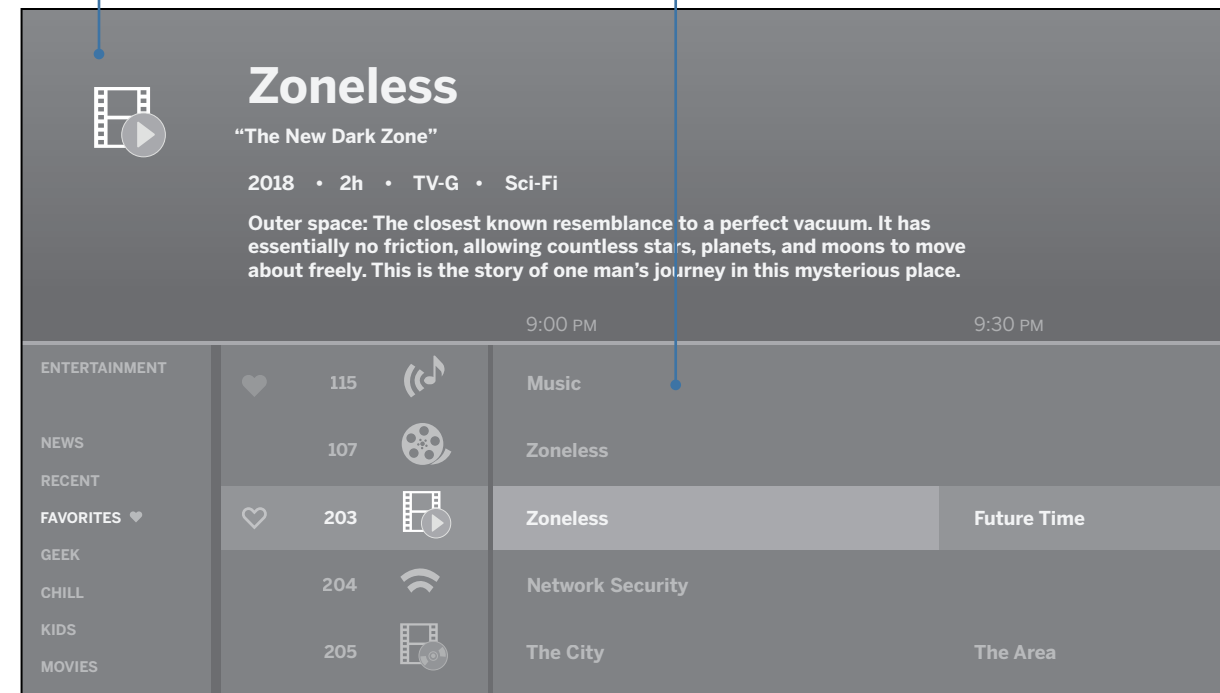 Zoneless
“The New Dark Zone”
2018 • 2h • TV-G • Sci-Fi
Outer space: The closest known resemblance to a perfect vacuum. It has
essentially no friction, allowing countless stars, planets, and moons to move
about freely. This is the story of one man’s journey in this mysterious place.
9:00 PM 9:30 PM
ENTERTAINMENT
NEWS
RECENT
FAVORITES
GEEK
CHILL
KIDS
MOVIES
115 Music
107 Zoneless
203 Zoneless Future Time
204 Network Security
205 The City The Area